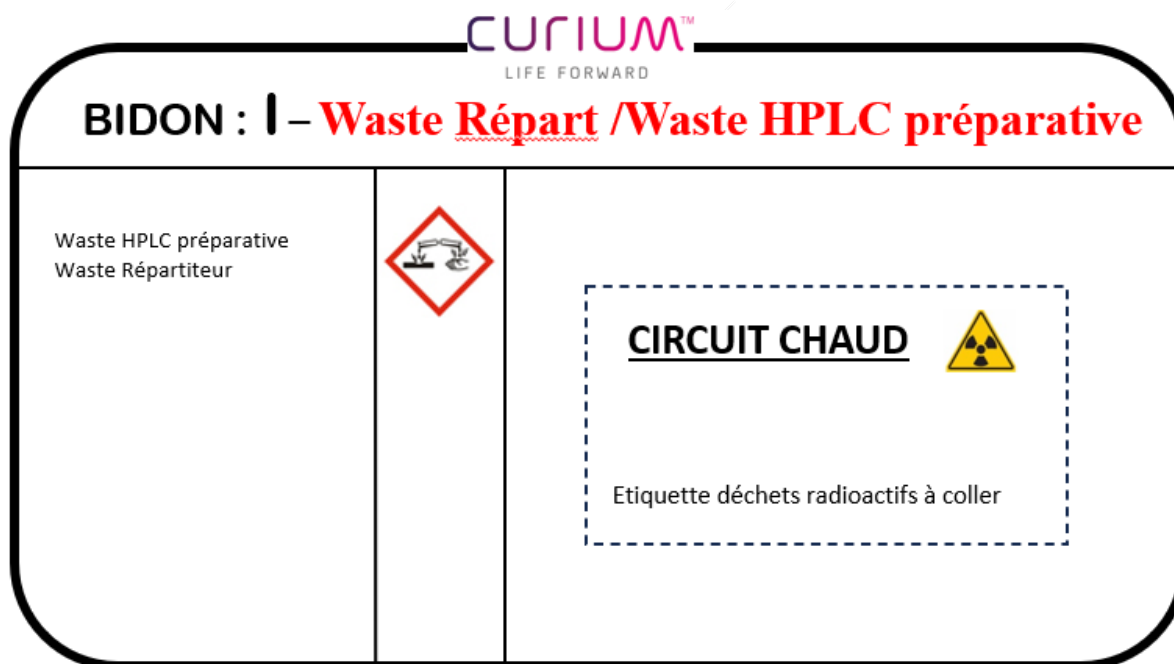 CURIUM™
LIFE FORWARD
BIDON : I – Waste Répart /Waste HPLC préparative
Waste HPLC préparative
Waste Répartiteur
CIRCUIT CHAUD
Etiquette déchets radioactifs à coller